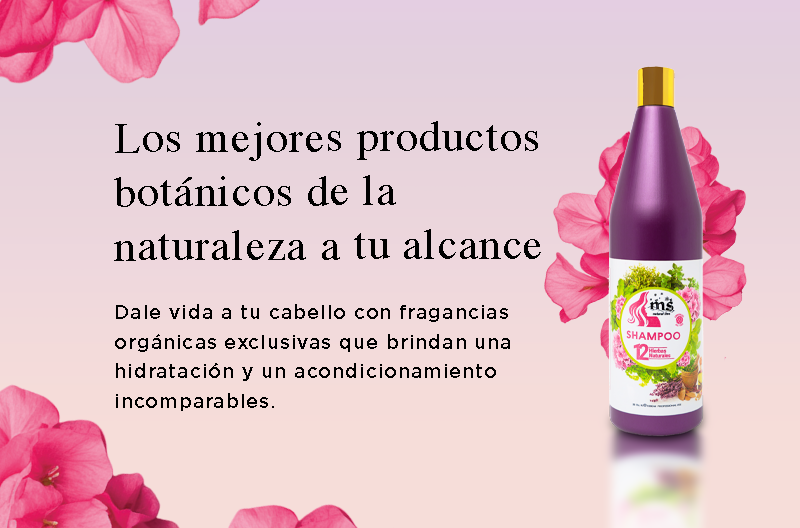 Los mejores productos
botánicos de la
naturaleza a tu alcance
Dale vida a tu cabello con fragancias
orgánicas exclusivas que brindan una
hidratación y un acondicionamiento
incomparables.
ms
SHAMPOO
12 Hierbas
Naturales